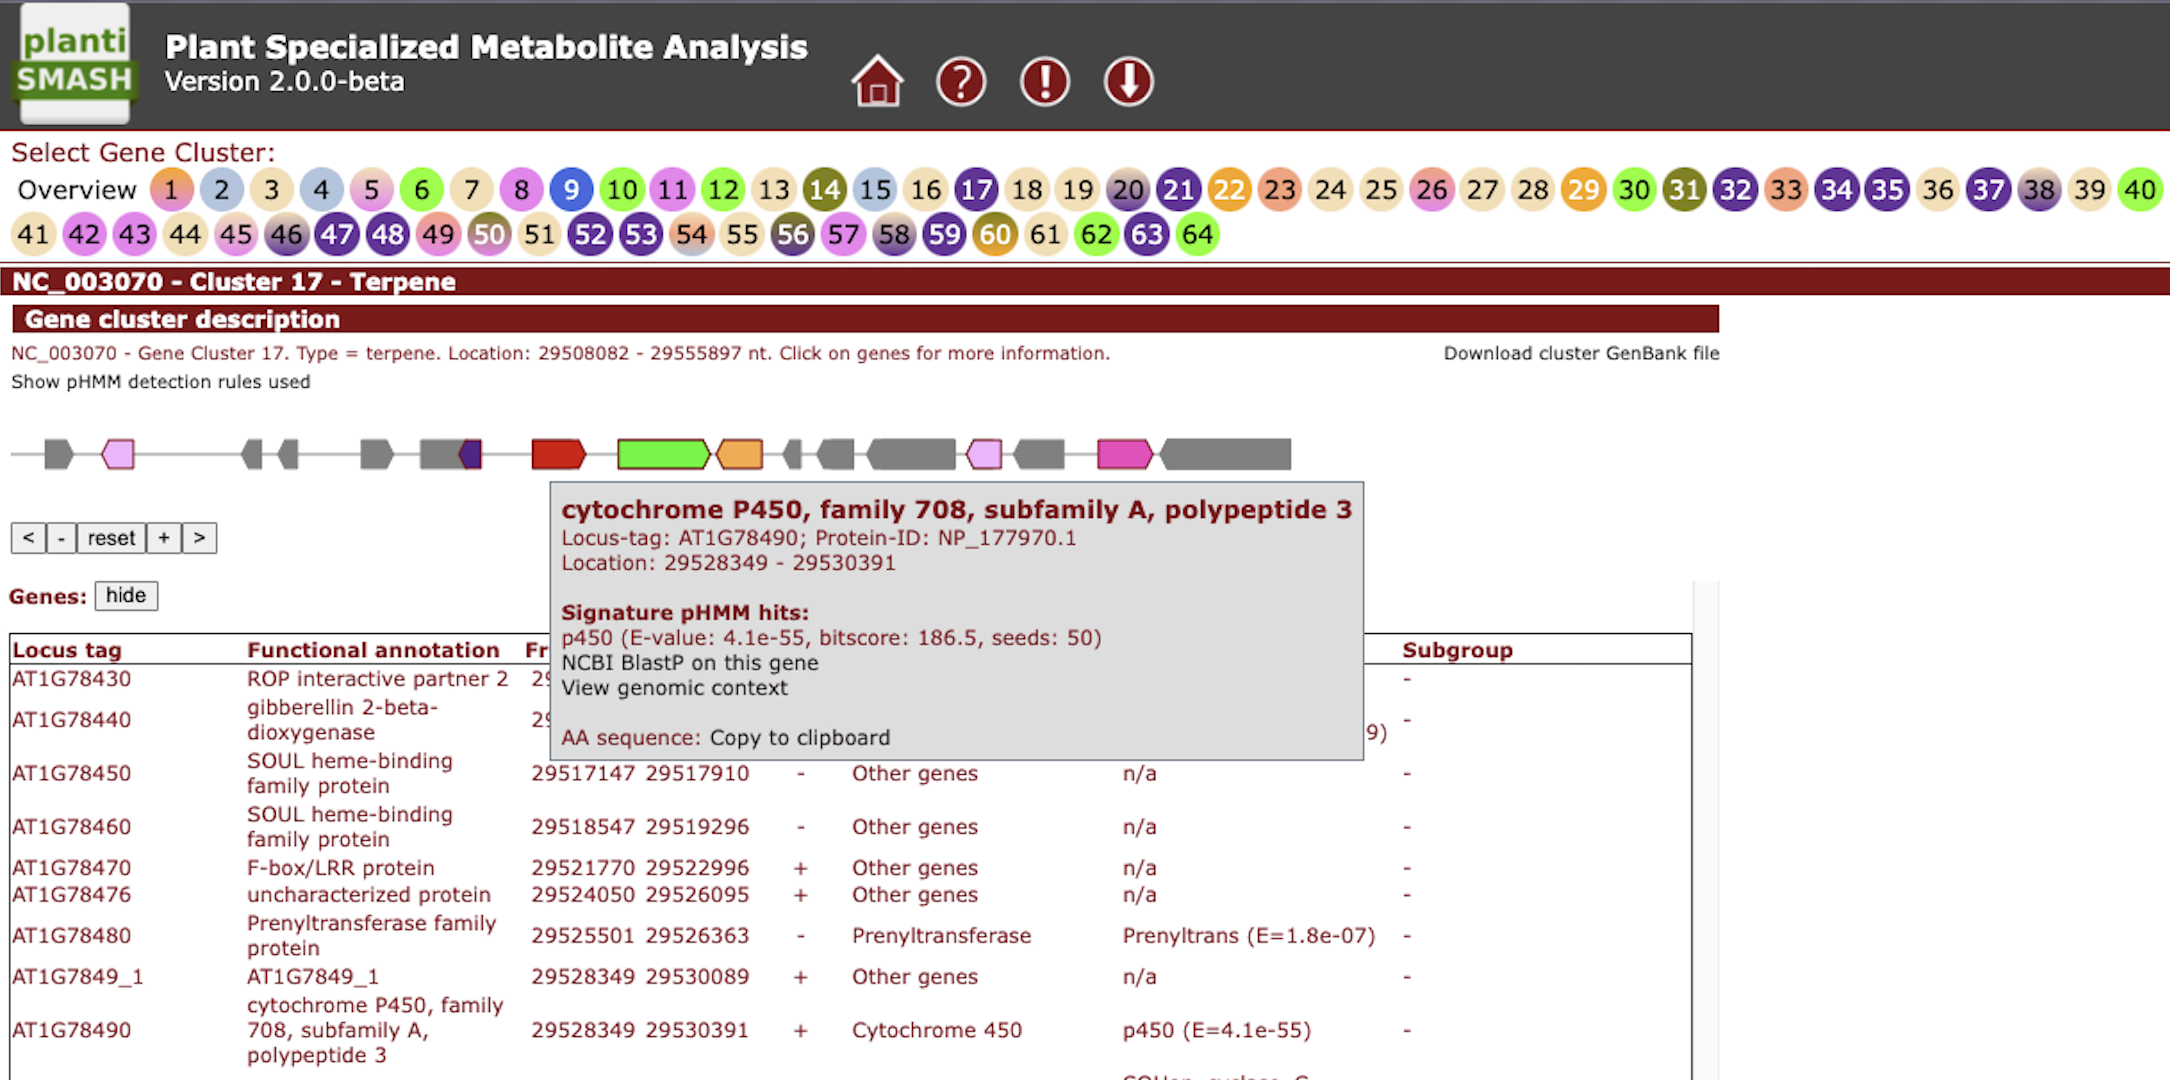 planti
SMASH
Plant Specialized Metabolite Analysis
Version 2.0.0-beta
? !
Select Gene Cluster:
Overview 1 2 3 4 5 6 7 8 9 10 11 12 13 14 15 16 17 18 19 20 21 22 23 24 25 26 27 28 29 30 31 32 33 34 35 36 37 38 39 40
41 42 43 44 45 46 47 48 49 50 51 52 53 54 55 56 57 58 59 60 61 62 63 64
NC_003070 - Cluster 17 - Terpene
Gene cluster description
NC_003070 - Gene Cluster 17. Type = terpene. Location: 29508082 - 29555897 nt. Click on genes for more information. Download cluster GenBank file
Show pHMM detection rules used
cytochrome P450, family 708, subfamily A, polypeptide 3
Locus-tag: AT1G78490; Protein-ID: NP_177970.1
Location: 29528349 - 29530391
Signature pHMM hits:
p450 (E-value: 4.1e-55, bitscore: 186.5, seeds: 50)
NCBI BlastP on this gene
View genomic context
AA sequence: Copy to clipboard
< - reset + >
Genes: hide
Locus tag Functional annotation Fr Subgroup
AT1G78430 ROP interactive partner 2 29 -
AT1G78440 gibberellin 2-beta-
dioxygenase 29 9) -
AT1G78450 SOUL heme-binding
family protein 29517147 29517910 - Other genes n/a -
AT1G78460 SOUL heme-binding
family protein 29518547 29519296 - Other genes n/a -
AT1G78470 F-box/LRR protein 29521770 29522996 + Other genes n/a -
AT1G78476 uncharacterized protein 29524050 29526095 + Other genes n/a -
AT1G78480 Prenyltransferase family
protein 29525501 29526363 - Prenyltransferase Prenyltrans (E=1.8e-07) -
AT1G7849_1 AT1G7849_1 29528349 29530089 + Other genes n/a -
AT1G78490 cytochrome P450, family
708, subfamily A,
polypeptide 3 29528349 29530391 + Cytochrome 450 p450 (E=4.1e-55) -